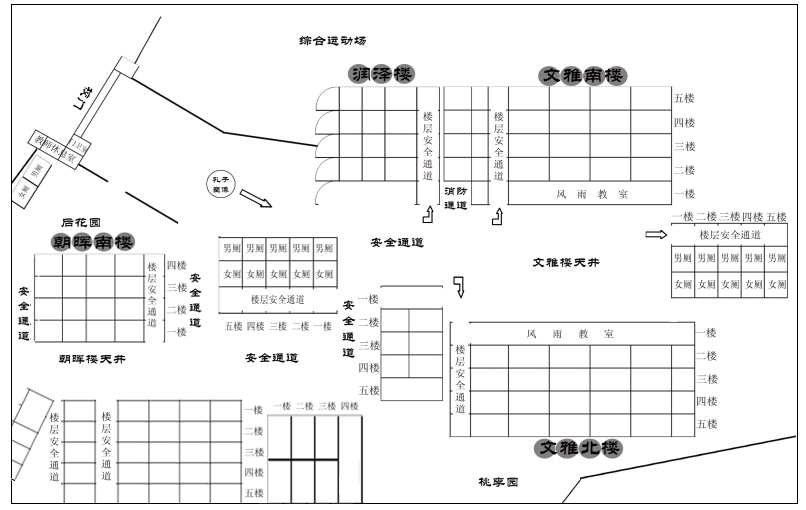 综合运动场
润泽楼
文雅南楼
校门
教师休息室
卫
男厕
女厕
孔子
塑像
楼层安全通道
楼层安全通道
消防
通道
五楼
四楼
三楼
二楼
一楼
风雨教室
后花园
朝晖南楼
安全通道
楼层安全通道
四楼
三楼
二楼
一楼
安全通道
朝晖楼天井
男厕 男厕 男厕 男厕 男厕
女厕 女厕 女厕 女厕 女厕
楼层安全通道
五楼 四楼 三楼 二楼 一楼
安全通道
安全通道
安全通道
一楼
二楼
三楼
四楼
五楼
文雅楼天井
一楼 二楼 三楼 四楼 五楼
楼层安全通道
男厕 男厕 男厕 男厕 男厕
女厕 女厕 女厕 女厕 女厕
风雨教室
楼层安全通道
一楼
二楼
三楼
四楼
五楼
文雅北楼
楼层安全通道
楼层安全通道
一楼
二楼
三楼
四楼
五楼
一楼 二楼 三楼 四楼
桃李园